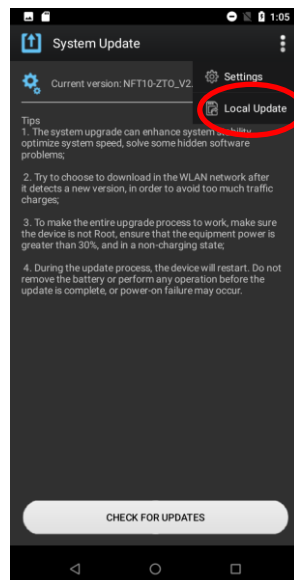 1:05
System Update
Settings
Current version: NFT10-ZTO_V2.
Local Update
Tips
1. The system upgrade can enhance system stability,
optimize system speed, solve some hidden software
problems;
2. Try to choose to download in the WLAN network after
it detects a new version, in order to avoid too much traffic
charges;
3. To make the entire upgrade process to work, make sure
the device is not Root, ensure that the equipment power is
greater than 30%, and in a non-charging state;
4. During the update process, the device will restart. Do not
remove the battery or perform any operation before the
update is complete, or power-on failure may occur.
CHECK FOR UPDATES